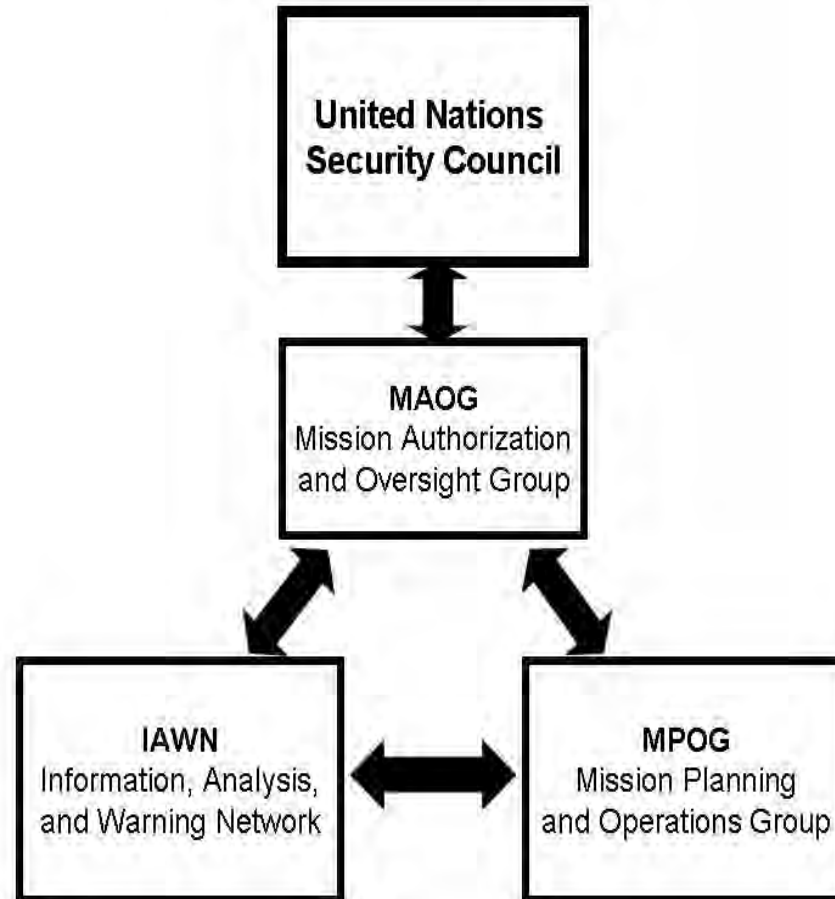 United Nations
Security Council
MAOG
Mission Authorization
and Oversight Group
IAWN
Information, Analysis,
and Warning Network
MPOG
Mission Planning
and Operations Group